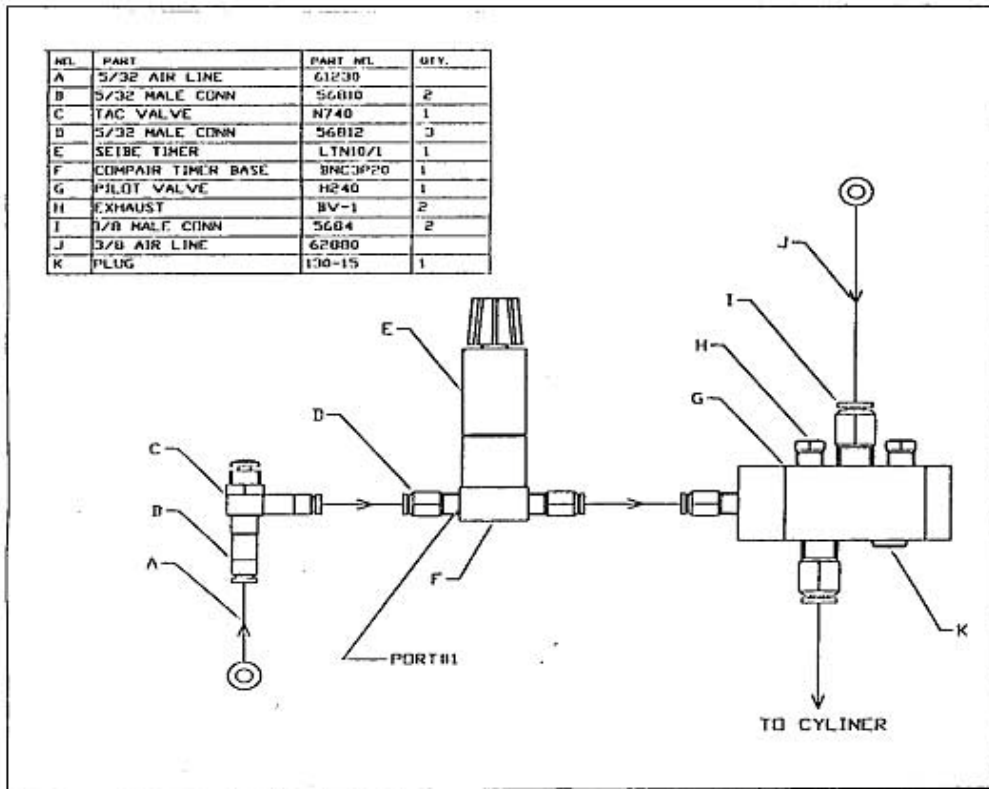 NO. PART PART NO. QTY.
A 5/32 AIR LINE 61230
B 5/32 MALE CONN 56810 2
C TAC VALVE N740 1
D 5/32 MALE CONN 56812 3
E SEIBE TIMER LTN10/1 1
F COMPAIR TIMER BASE BNC3P20 1
G PILOT VALVE H240 1
H EXHAUST BV-1 2
I 3/8 MALE CONN 5684 2
J 3/8 AIR LINE 62880
K PLUG 130-15 1
J
I
E
H
G
D
C
B
A
F
K
PORT#1
TO CYLINER